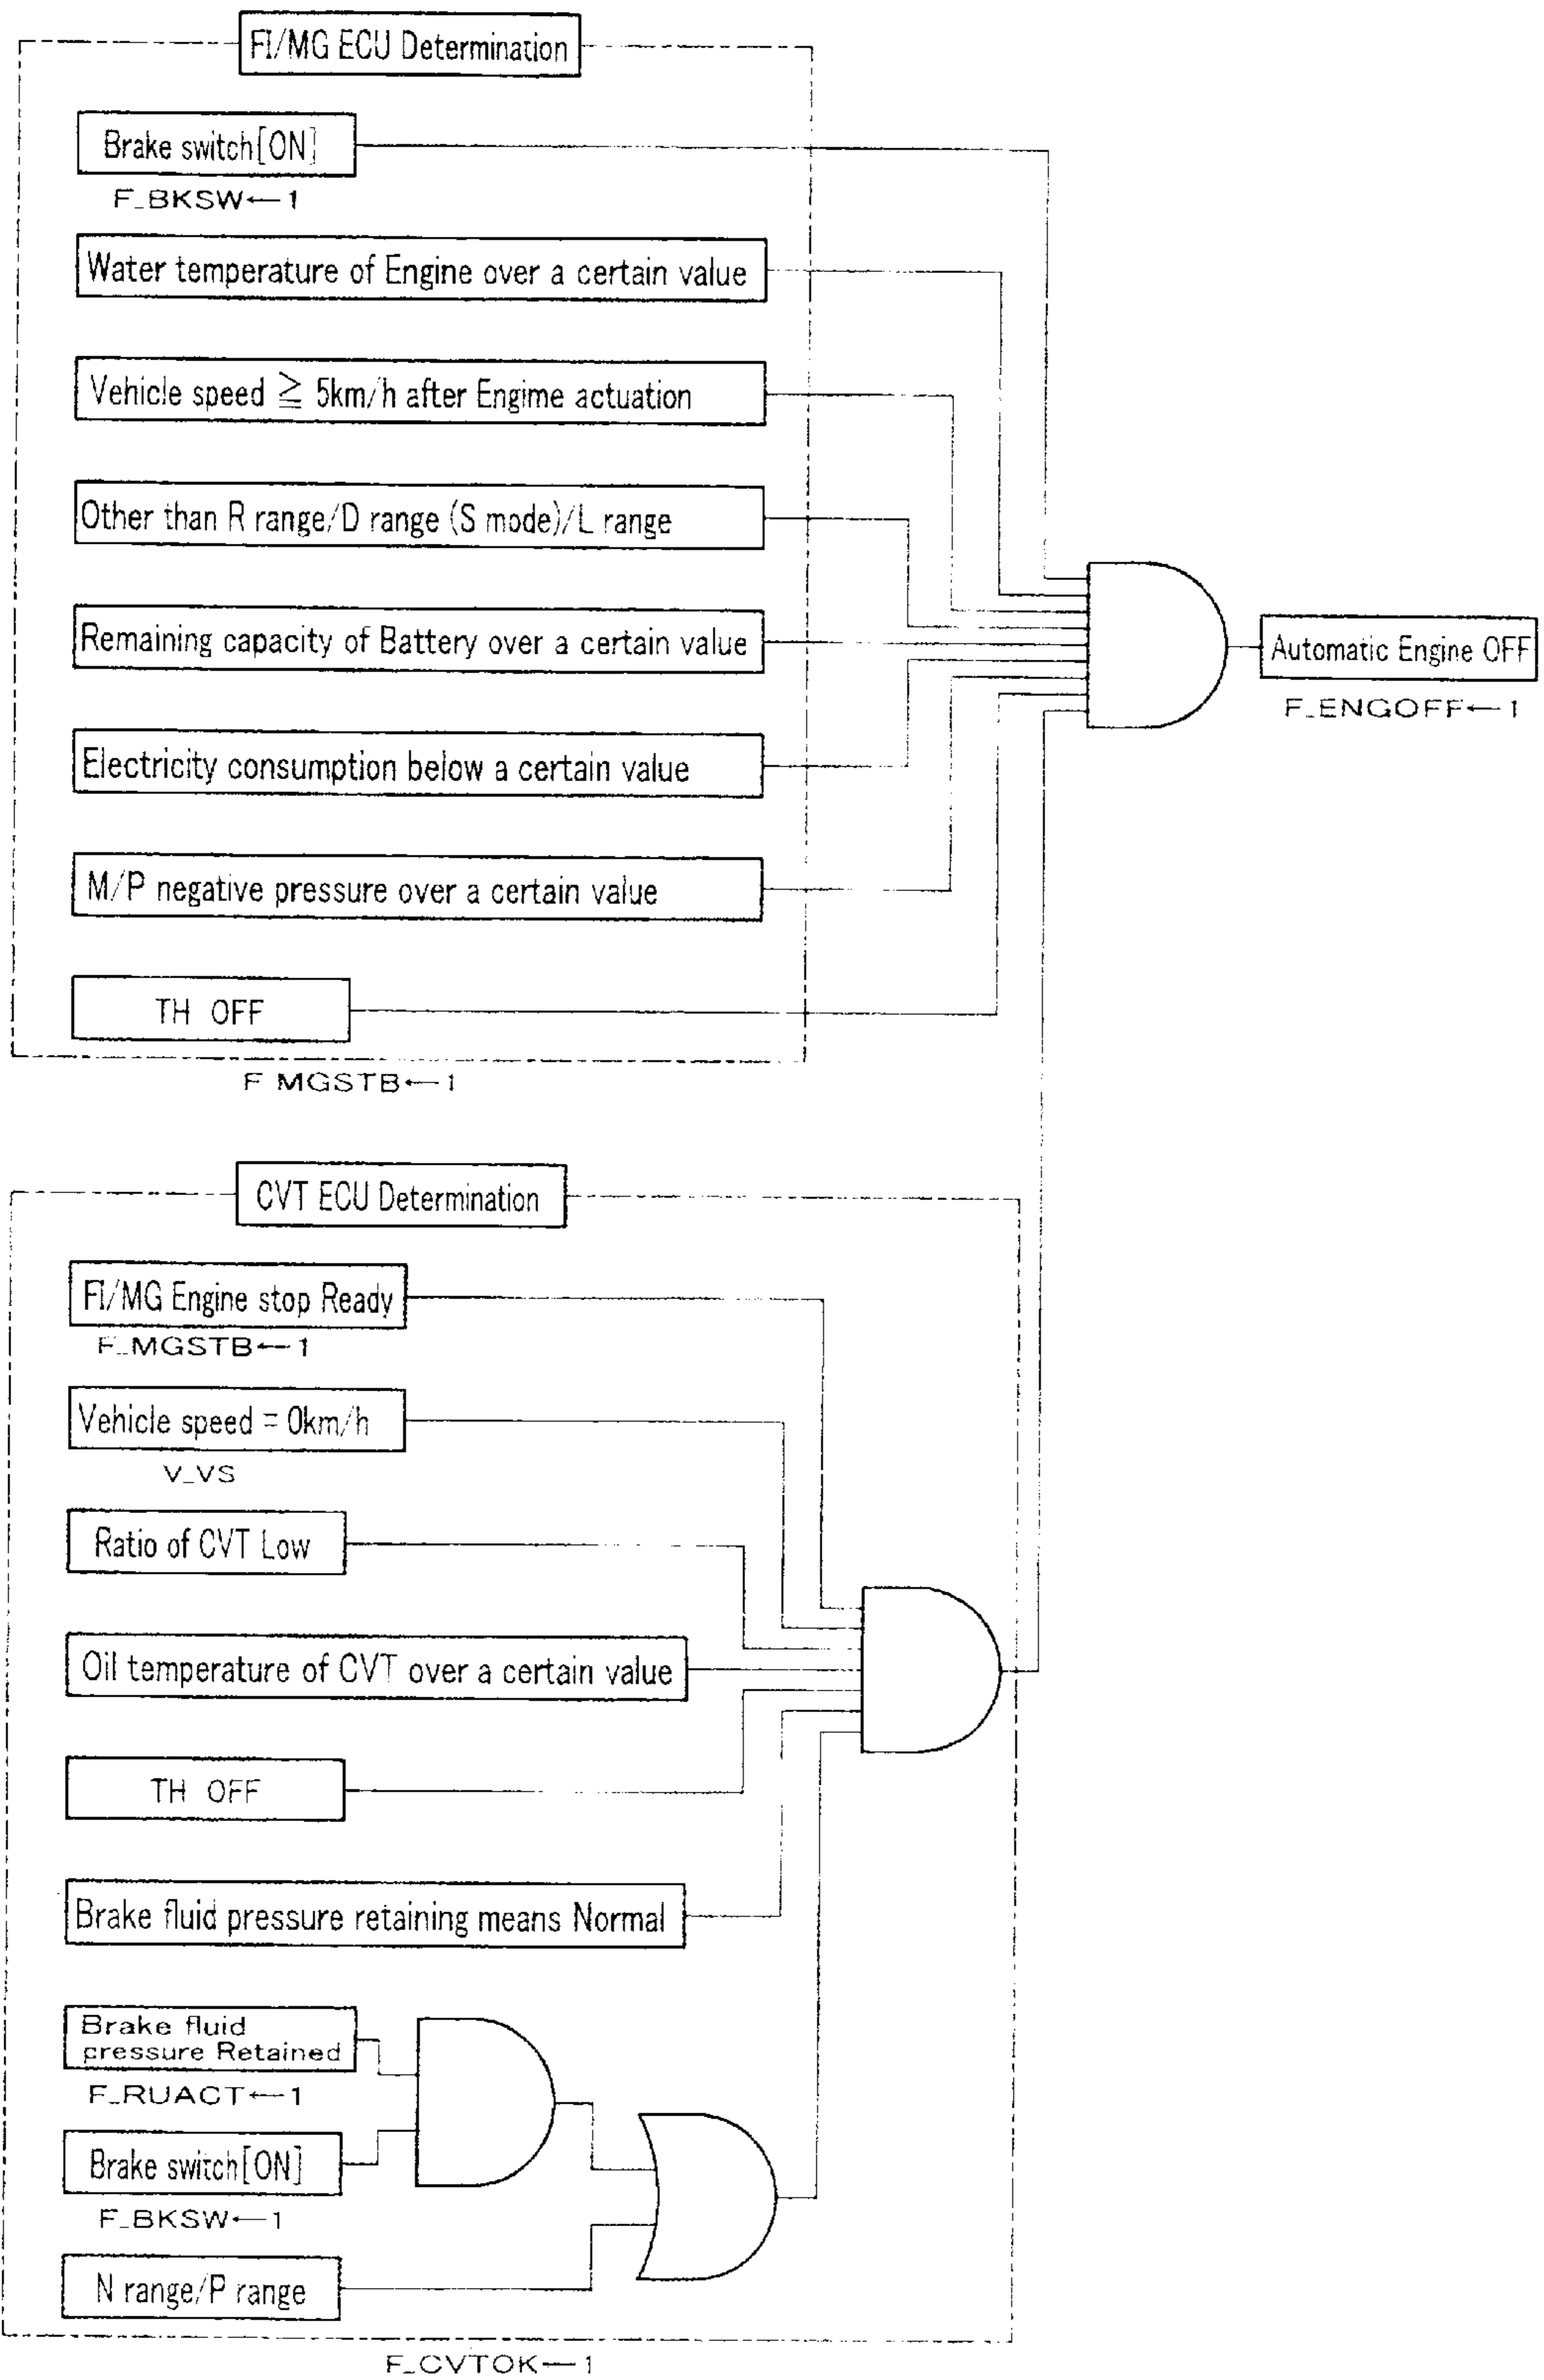 FI/MG ECU Determination
Brake switch[ON]
F_BKSW←1
Water temperature of Engine over a certain value
Vehicle speed ≧ 5km/h after Engime actuation
Other than R range/D range (S mode)/L range
Remaining capacity of Battery over a certain value
Electricity consumption below a certain value
M/P negative pressure over a certain value
TH OFF
F MGSTB←1
Automatic Engine OFF
F_ENGOFF←1
CVT ECU Determination
FI/MG Engine stop Ready
F_MGSTB←1
Vehicle speed = 0km/h
V_VS
Ratio of CVT Low
Oil temperature of CVT over a certain value
TH OFF
Brake fluid pressure retaining means Normal
Brake fluid
pressure Retained
F_RUACT←1
Brake switch[ON]
F_BKSW←1
N range/P range
F_CVTOK←1